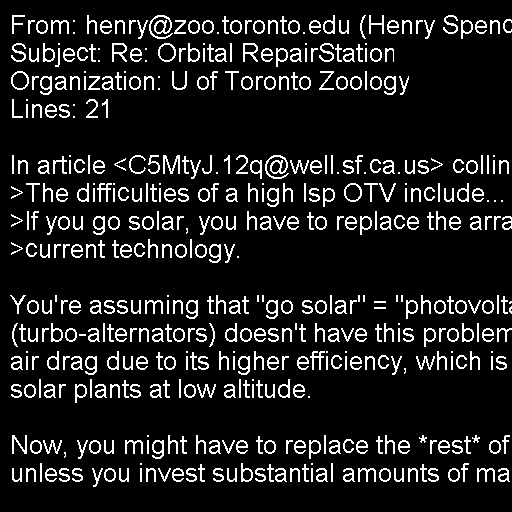 From: henry@zoo.toronto.edu (Henry Spenc
Subject: Re: Orbital RepairStation
Organization: U of Toronto Zoology
Lines: 21

In article <C5MtyJ.12q@well.sf.ca.us> collin
>The difficulties of a high Isp OTV include...
>If you go solar, you have to replace the arra
>current technology.

You're assuming that "go solar" = "photovolta
(turbo-alternators) doesn't have this problem
air drag due to its higher efficiency, which is
solar plants at low altitude.

Now, you might have to replace the *rest* of
unless you invest substantial amounts of ma